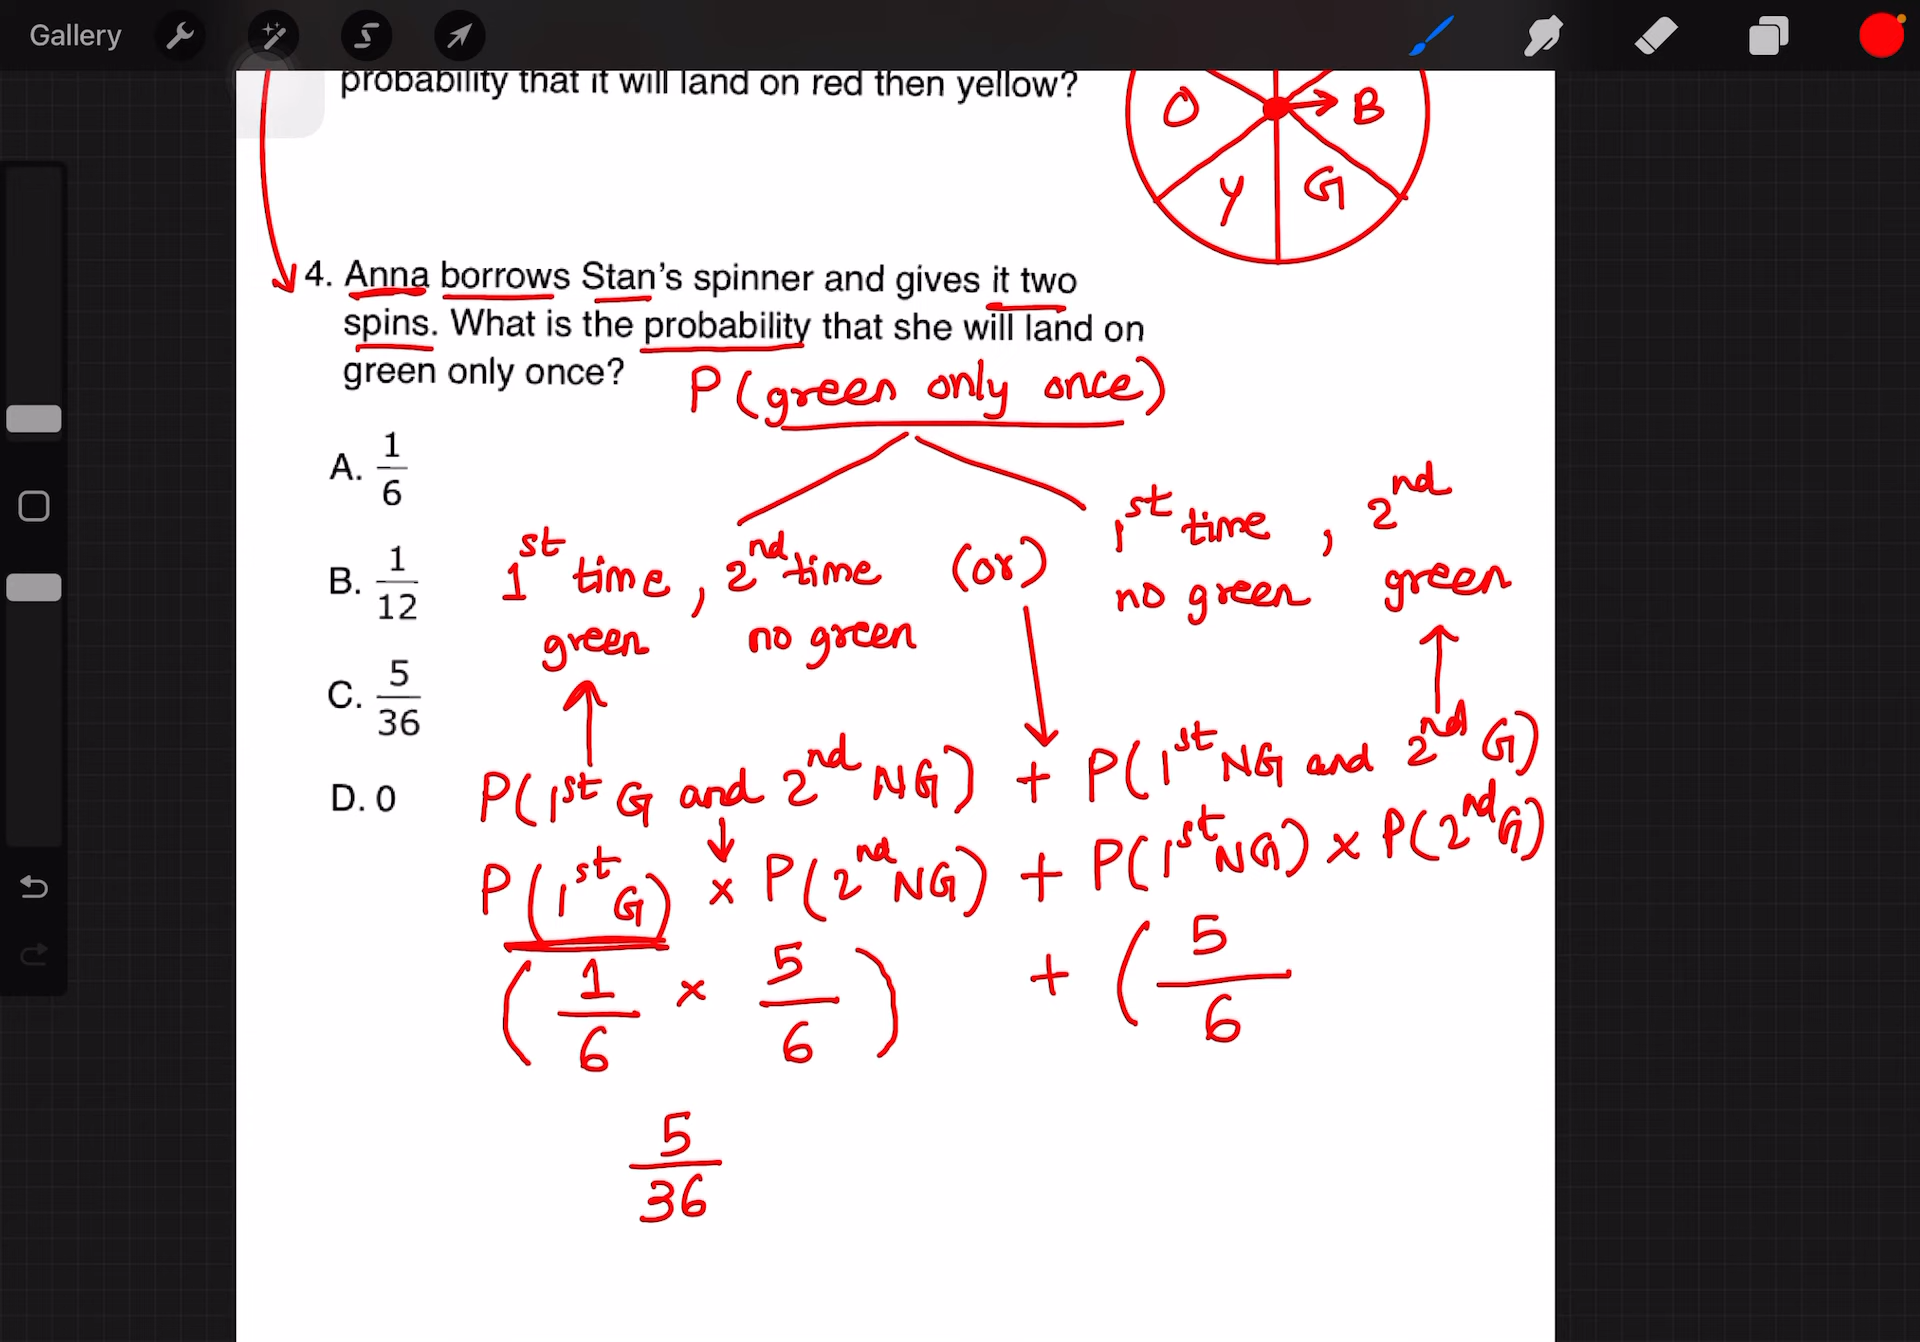 Gallery
probability that it will land on red then yellow?
O
B
Y
G
4. Anna borrows Stan's spinner and gives it two
spins. What is the probability that she will land on
green only once?
P(green only once)
A. 1/6
B. 1/12
C. 5/36
D. 0
1st time, 2nd time (or) 1st time, 2nd
green no green no green green
P(1st G and 2nd NG) + P(1st NG and 2nd G)
P(1st G) x P(2nd NG) + P(1st NG) x P(2nd G)
(1/6 x 5/6) + (5/6
5/36